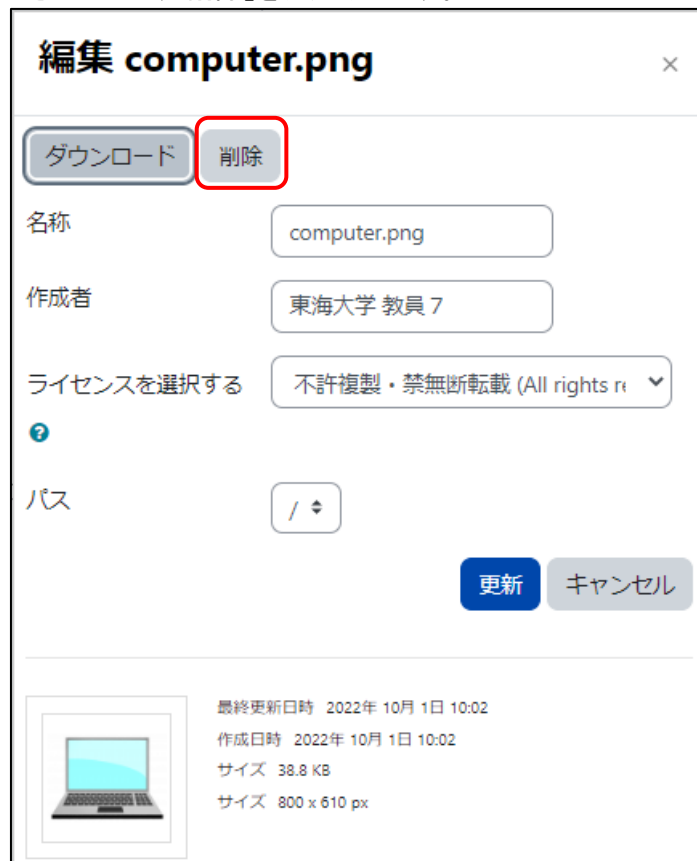 編集 computer.png
×
ダウンロード 削除
名称 computer.png
作成者 東海大学 教員 7
ライセンスを選択する 不許複製・禁無断転載 (All rights re
?
パス /
更新 キャンセル
最終更新日時 2022年 10月 1日 10:02
作成日時 2022年 10月 1日 10:02
サイズ 38.8 KB
サイズ 800 x 610 px